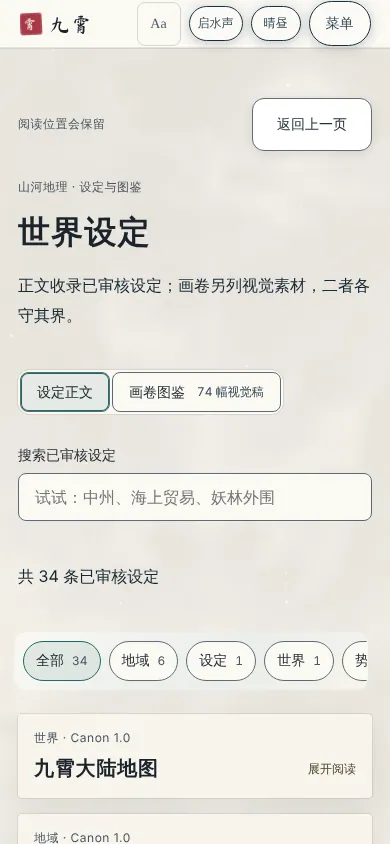 霄 九霄 Aa 启水声 晴昼 菜单
阅读位置会保留 返回上一页
山河地理 · 设定与图鉴
世界设定
正文收录已审核设定；画卷另列视觉素材，二者各
守其界。
设定正文 画卷图鉴 74 幅视觉稿
搜索已审核设定
试试：中州、海上贸易、妖林外围
共 34 条已审核设定
全部 34 地域 6 设定 1 世界 1 势
世界 · Canon 1.0
九霄大陆地图 展开阅读
地域 · Canon 1.0